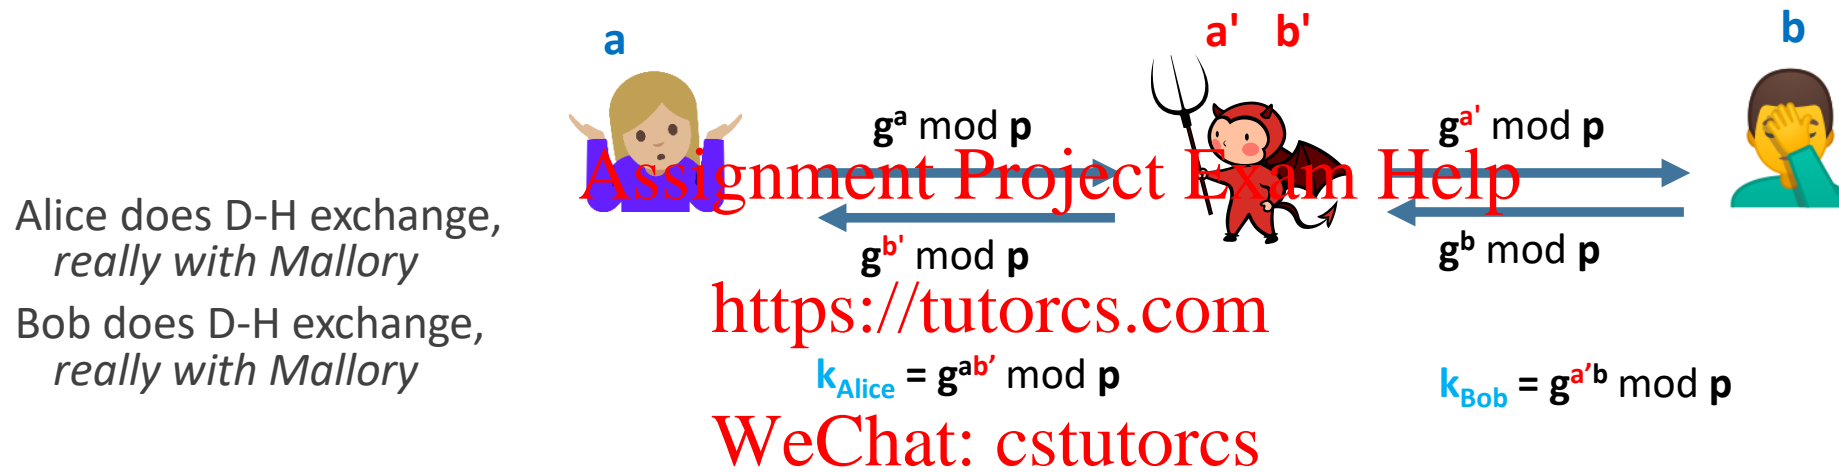 a
a' b'
b
g^a mod p
g^a' mod p
Assignment Project Exam Help
Alice does D-H exchange,
really with Mallory
g^b' mod p
g^b mod p
https://tutorcs.com
Bob does D-H exchange,
really with Mallory
k_Alice = g^ab’ mod p
k_Bob = g^a’b mod p
WeChat: cstutorcs